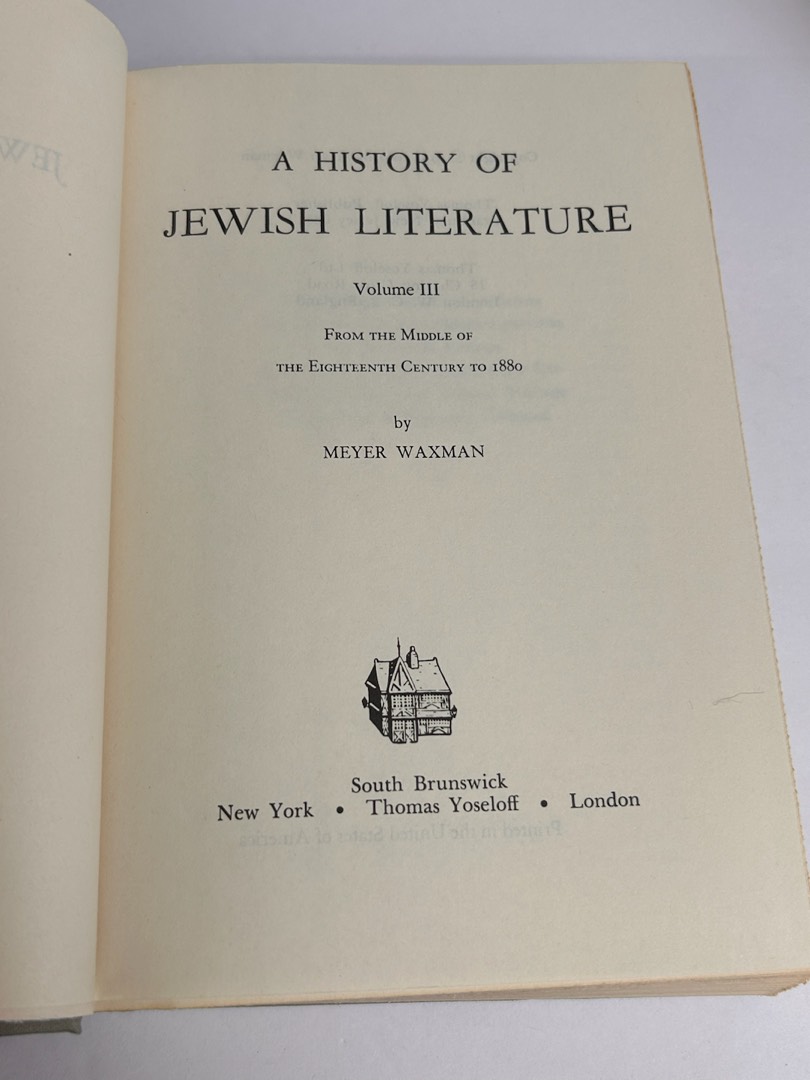 A HISTORY OF
JEWISH LITERATURE
Volume III
From the Middle of
the Eighteenth Century to 1880
by
MEYER WAXMAN
South Brunswick
New York • Thomas Yoseloff • London